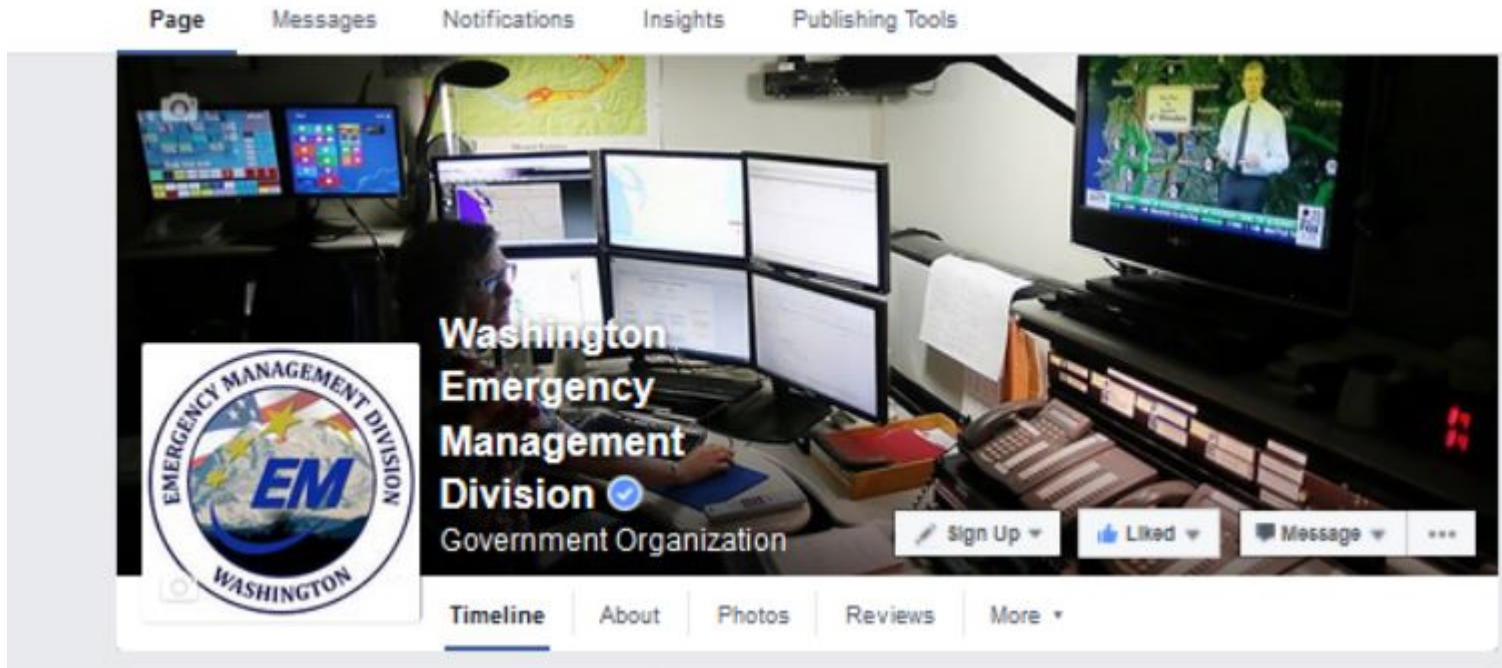 Page Messages Notifications Insights Publishing Tools
Washington
Emergency
Management
Division
Government Organization
EMERGENCY MANAGEMENT DIVISION
EM
WASHINGTON
Sign Up Liked Message
Timeline About Photos Reviews More